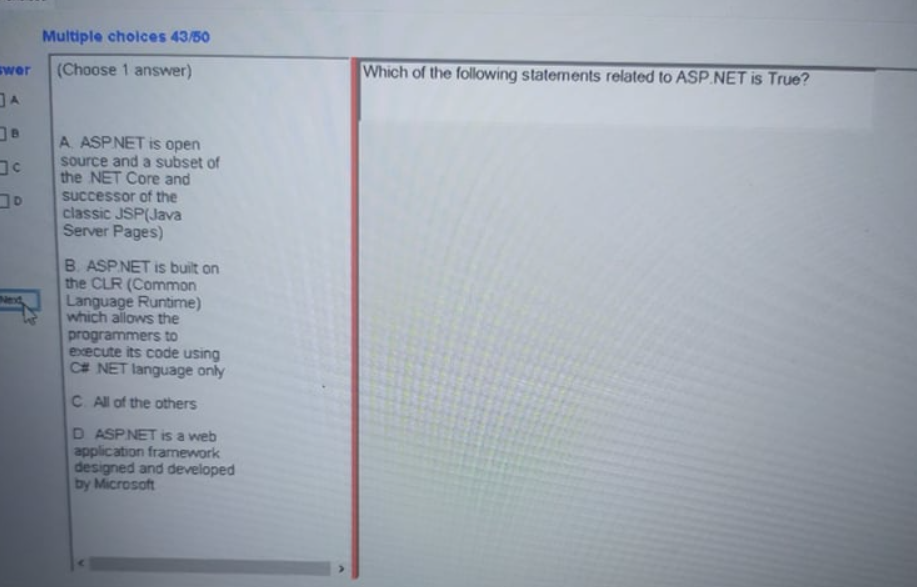 Multiple choices 43/50
swer
(Choose 1 answer)
Which of the following statements related to ASP.NET is True?
A
B
C
D
Next
A. ASP.NET is open
source and a subset of
the .NET Core and
successor of the
classic JSP(Java
Server Pages)
B. ASP.NET is built on
the CLR (Common
Language Runtime)
which allows the
programmers to
execute its code using
C# .NET language only
C. All of the others
D. ASP.NET is a web
application framework
designed and developed
by Microsoft